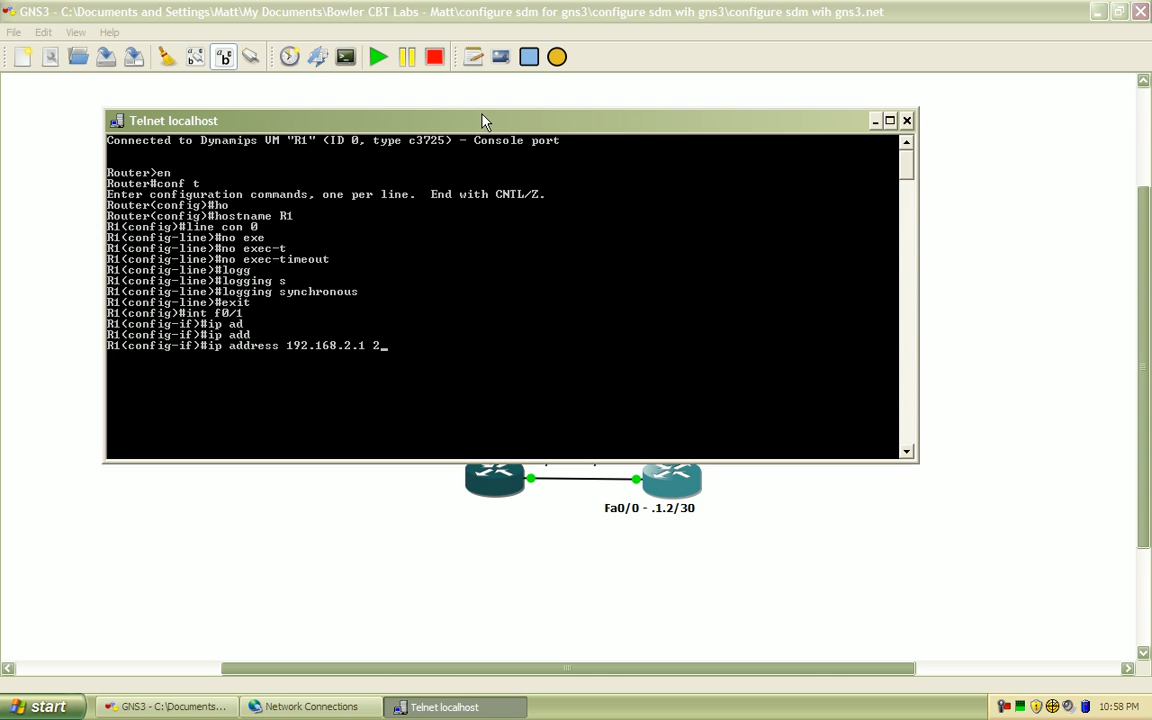 GNS3 - C:\Documents and Settings\Matt\My Documents\Bowler CBT Labs - Matt\configure sdm for gns3\configure sdm wih gns3\configure sdm wih gns3.net
File Edit View Help
Telnet localhost
Connected to Dynamips VM "R1" (ID 0, type c3725) - Console port
Router>en
Router#conf t
Enter configuration commands, one per line.  End with CNTL/Z.
Router(config)#ho
Router(config)#hostname R1
R1(config)#line con 0
R1(config-line)#no exe
R1(config-line)#no exec-t
R1(config-line)#no exec-timeout
R1(config-line)#logg
R1(config-line)#logging s
R1(config-line)#logging synchronous
R1(config-line)#exit
R1(config)#int f0/1
R1(config-if)#ip ad
R1(config-if)#ip add
R1(config-if)#ip address 192.168.2.1 2_
Fa0/0 - .1.2/30
start
GNS3 - C:\Documents...
Network Connections
Telnet localhost
10:58 PM